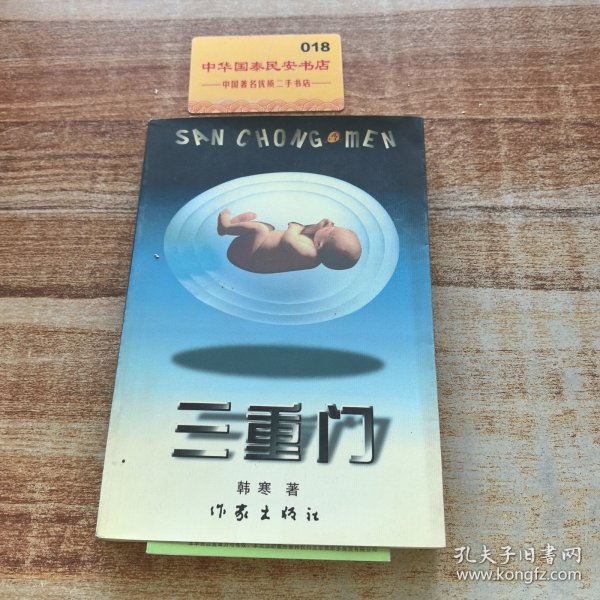 018
中华国泰民安书店
——中国著名优质二手书店——
SAN CHONG MEN
三重门
韩寒 著
作家出版社
孔夫子旧书网
www.kongfz.com